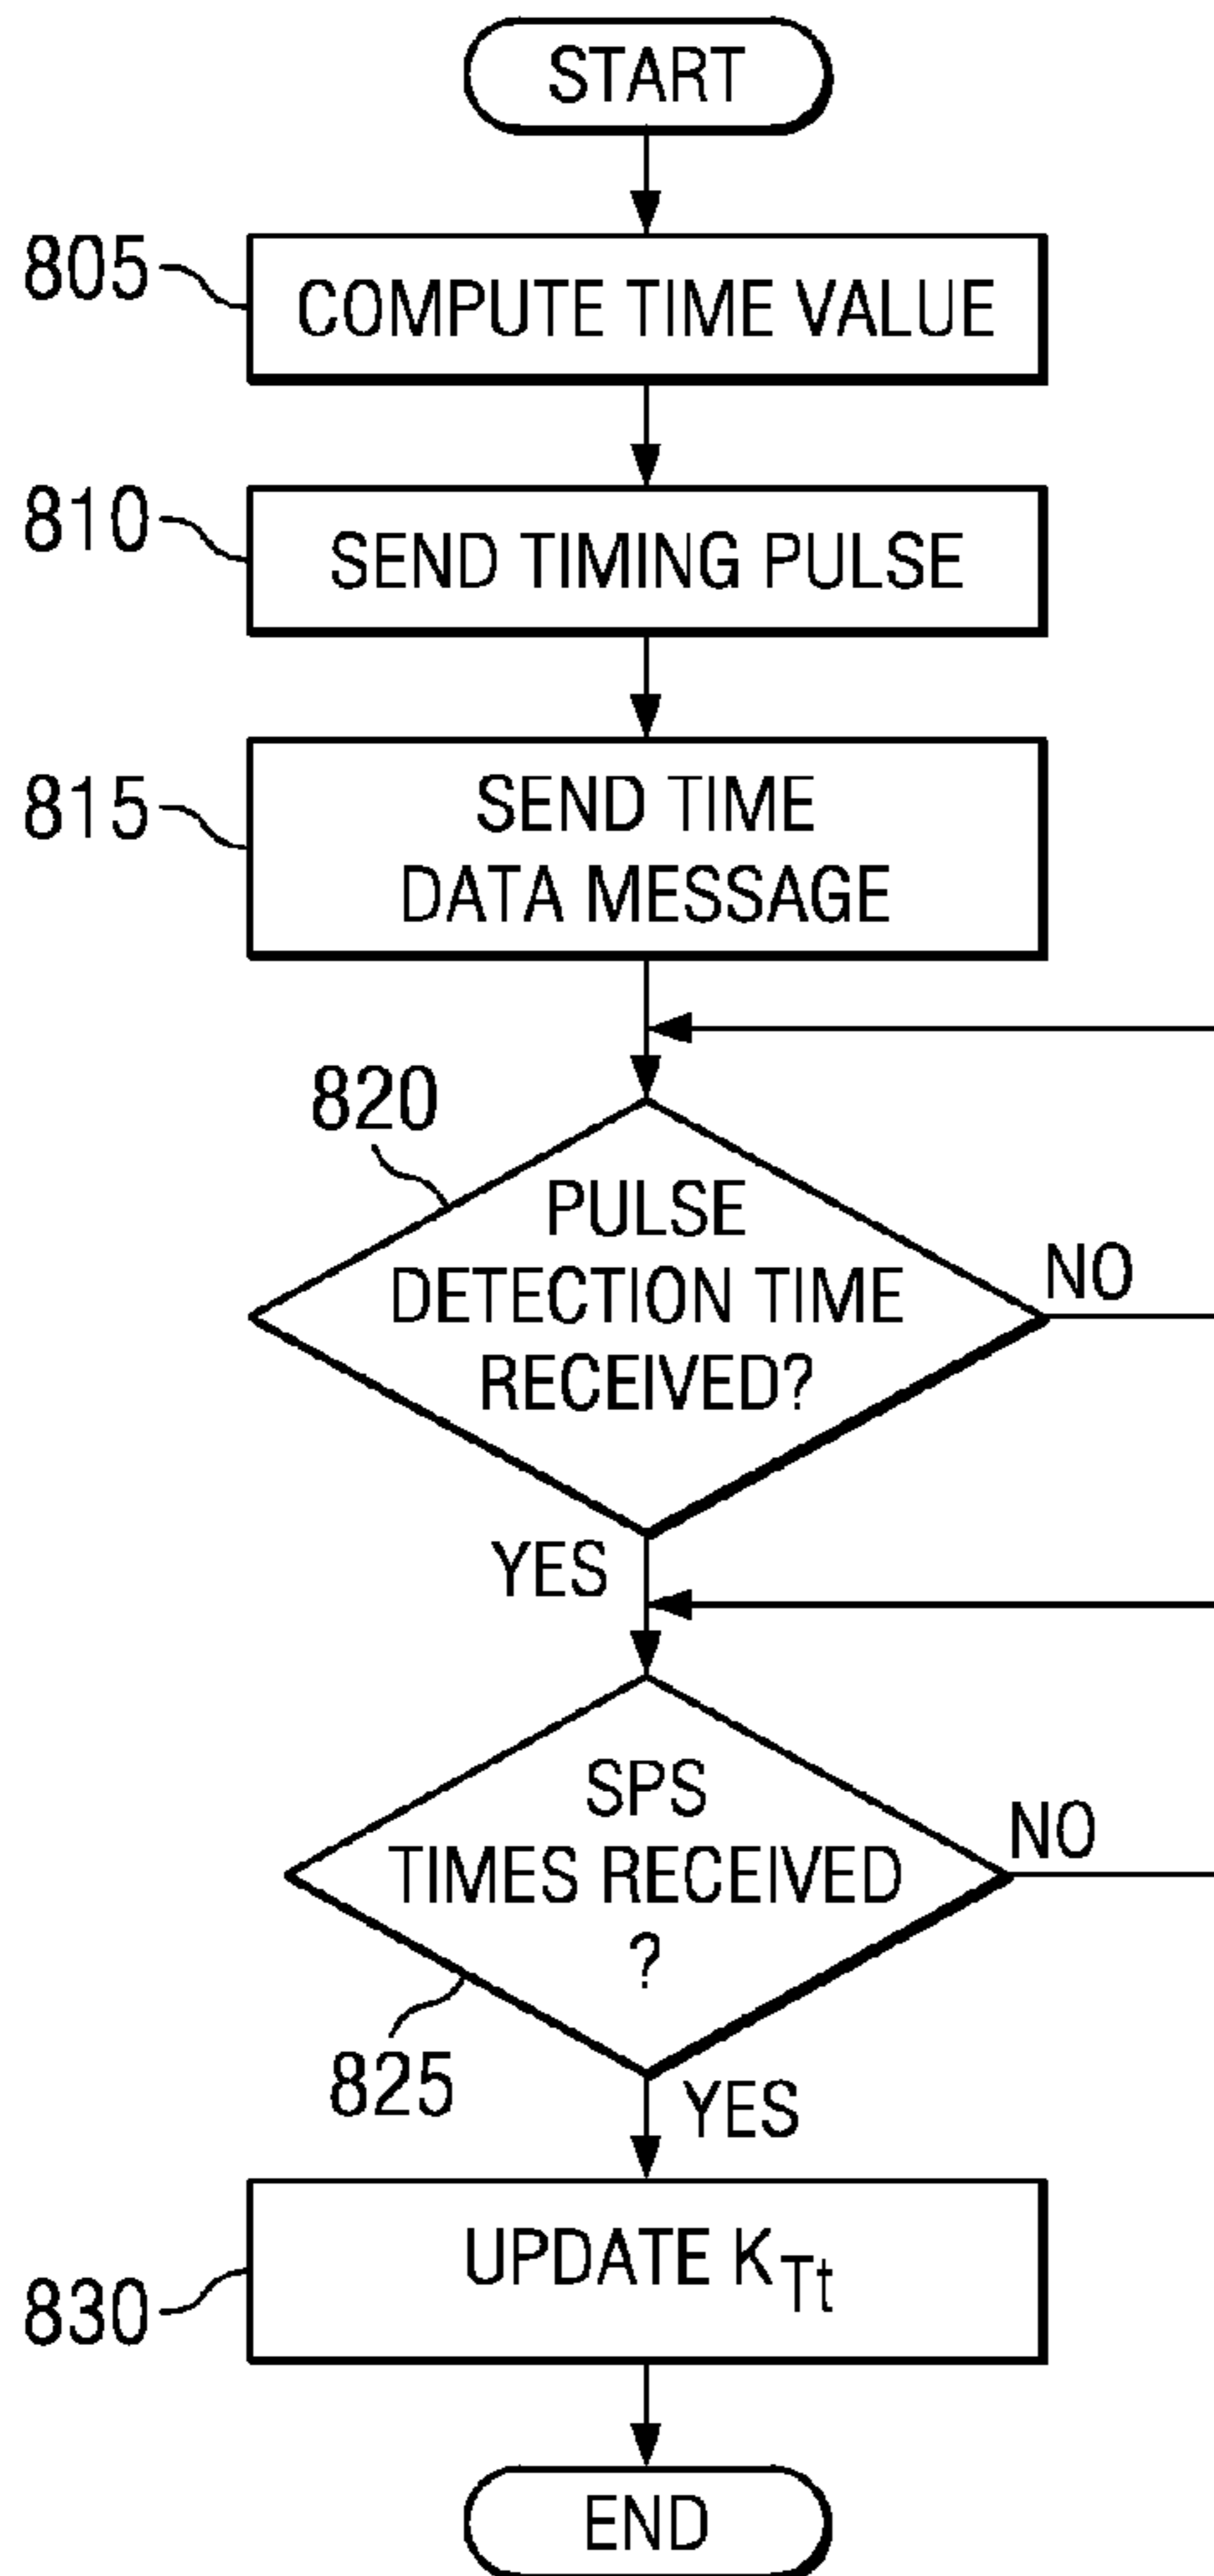 START
805
COMPUTE TIME VALUE
810
SEND TIMING PULSE
815
SEND TIME
DATA MESSAGE
820
PULSE
DETECTION TIME
RECEIVED?
NO
YES
SPS
TIMES RECEIVED
?
NO
825
YES
UPDATE K_Tt
830
END